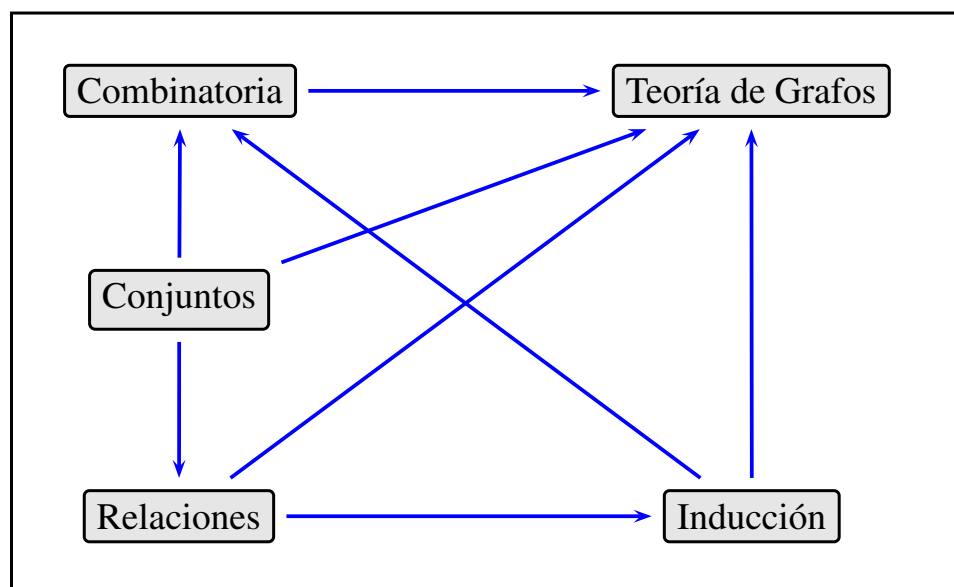 Combinatoria
Teoría de Grafos
Conjuntos
Relaciones
Inducción